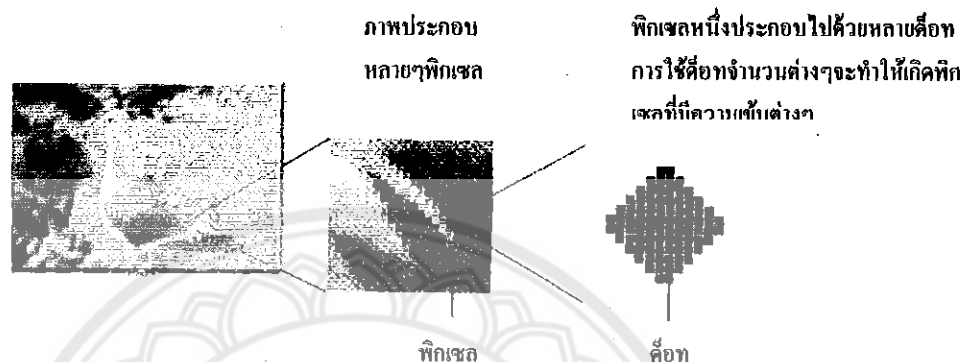 ภาพประกอบ
หลายๆพิกเซล
พิกเซลหนึ่งประกอบไปด้วยหลายด็อท
การใช้ด็อทจำนวนต่างๆจะทำให้เกิดพิก
เซลที่มีความเข้มต่างๆ
พิกเซล
ด็อท